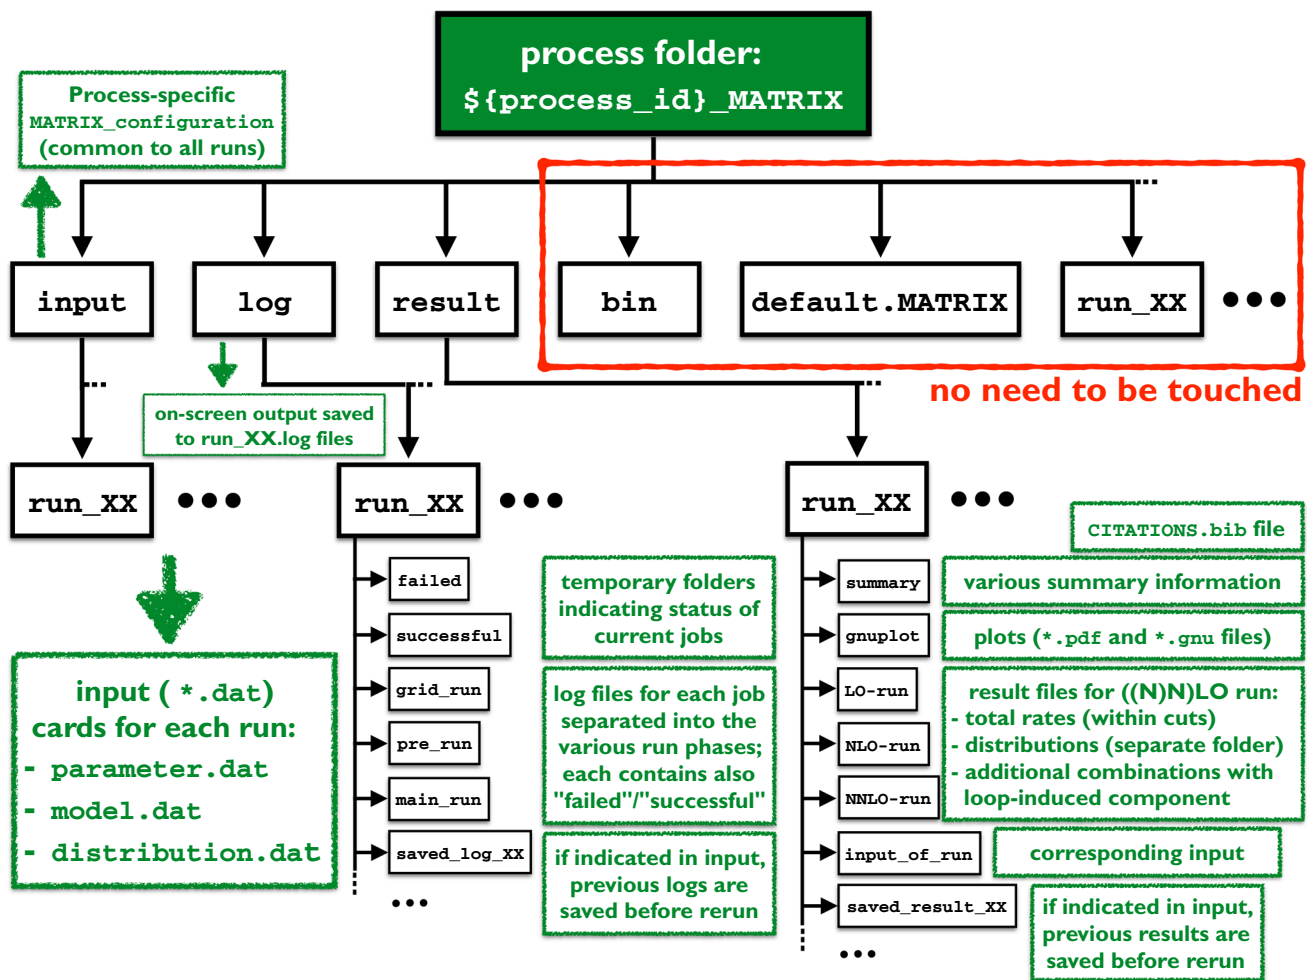 process folder:
${process_id}_MATRIX
Process-specific
MATRIX_configuration
(common to all runs)
input
log
result
bin
default.MATRIX
run_XX
no need to be touched
on-screen output saved
to run_XX.log files
run_XX
run_XX
run_XX
CITATIONS.bib file
input ( *.dat)
cards for each run:
- parameter.dat
- model.dat
- distribution.dat
failed
successful
grid_run
pre_run
main_run
saved_log_XX
temporary folders
indicating status of
current jobs
log files for each job
separated into the
various run phases;
each contains also
"failed"/"successful"
if indicated in input,
previous logs are
saved before rerun
summary
gnuplot
LO-run
NLO-run
NNLO-run
input_of_run
saved_result_XX
various summary information
plots (*.pdf and *.gnu files)
result files for ((N)N)LO run:
- total rates (within cuts)
- distributions (separate folder)
- additional combinations with
loop-induced component
corresponding input
if indicated in input,
previous results are
saved before rerun